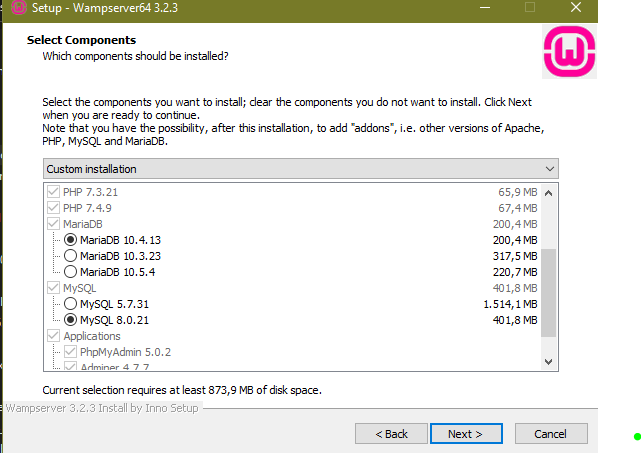 Setup - Wampserver64 3.2.3
Select Components
Which components should be installed?
W
Select the components you want to install; clear the components you do not want to install. Click Next
when you are ready to continue.
Note that you have the possibility, after this installation, to add "addons", i.e. other versions of Apache,
PHP, MySQL and MariaDB.
Custom installation
PHP 7.3.21 65,9 MB
PHP 7.4.9 67,4 MB
MariaDB 200,4 MB
MariaDB 10.4.13 200,4 MB
MariaDB 10.3.23 317,5 MB
MariaDB 10.5.4 220,7 MB
MySQL 401,8 MB
MySQL 5.7.31 1.514,1 MB
MySQL 8.0.21 401,8 MB
Applications
PhpMyAdmin 5.0.2
Adminer 4.7.7
Current selection requires at least 873,9 MB of disk space.
Wampserver 3.2.3 Install by Inno Setup
< Back Next > Cancel